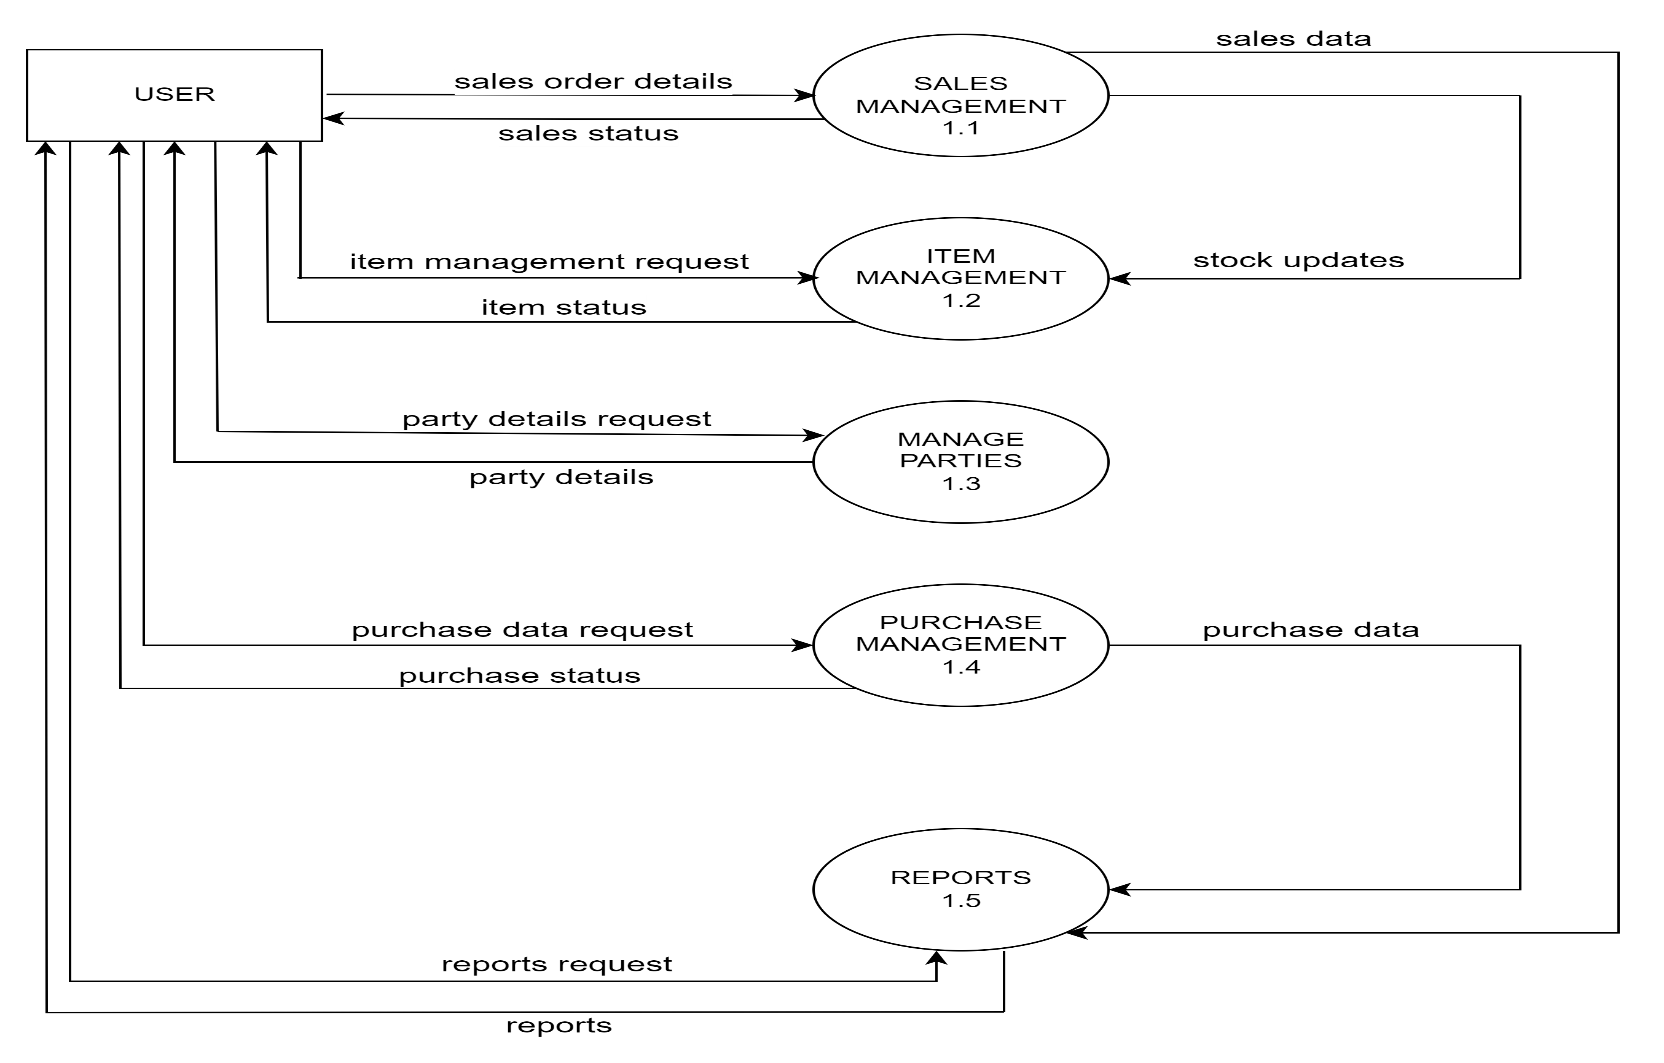 sales data
USER
sales order details
SALES
MANAGEMENT
1.1
sales status
item management request
ITEM
MANAGEMENT
1.2
stock updates
item status
party details request
MANAGE
PARTIES
1.3
party details
purchase data request
PURCHASE
MANAGEMENT
1.4
purchase data
purchase status
REPORTS
1.5
reports request
reports